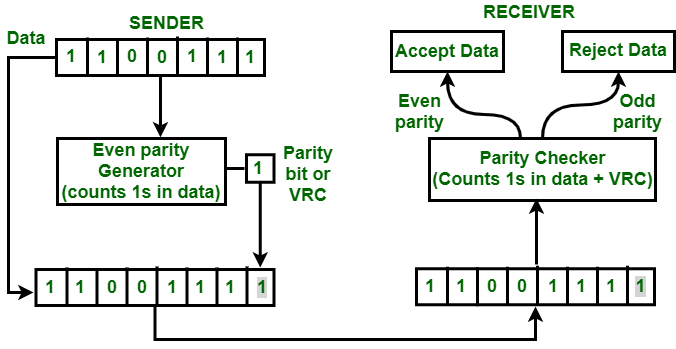 SENDER
Data
1 1 0 0 1 1 1
Even parity
Generator
(counts 1s in data)
1
Parity
bit or
VRC
1 1 0 0 1 1 1 1
RECEIVER
Accept Data
Reject Data
Even
parity
Odd
parity
Parity Checker
(Counts 1s in data + VRC)
1 1 0 0 1 1 1 1